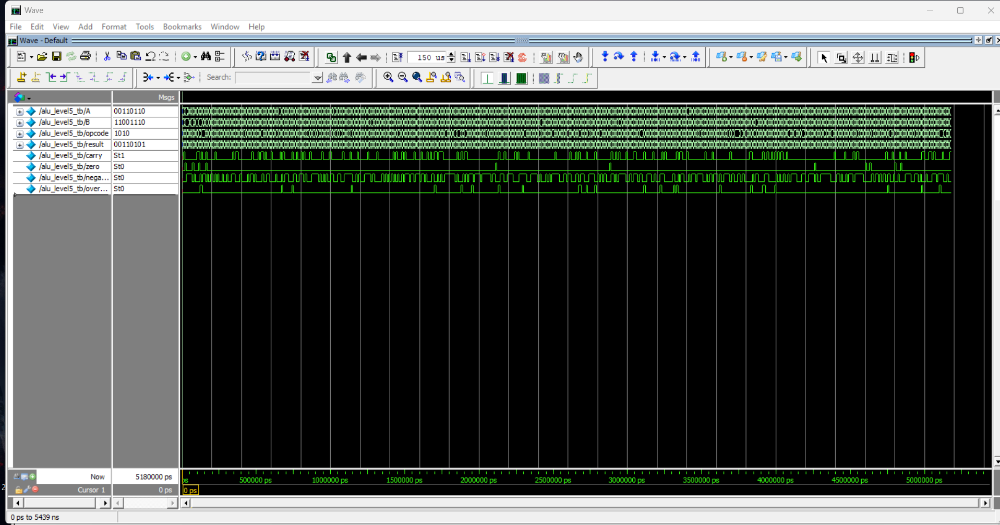 Wave
File Edit View Add Format Tools Bookmarks Window Help
Wave - Default
150 us
Search:
Msgs
/alu_level5_tb/A 00110110
/alu_level5_tb/B 11001110
/alu_level5_tb/opcode 1010
/alu_level5_tb/result 00110101
/alu_level5_tb/carry St1
/alu_level5_tb/zero St0
/alu_level5_tb/nega... St0
/alu_level5_tb/over... St0
Now 5180000 ps
ps 500000 ps 1000000 ps 1500000 ps 2000000 ps 2500000 ps 3000000 ps 3500000 ps 4000000 ps 4500000 ps 5000000 ps
Cursor 1 0 ps
0 ps
2
0 ps to 5439 ns